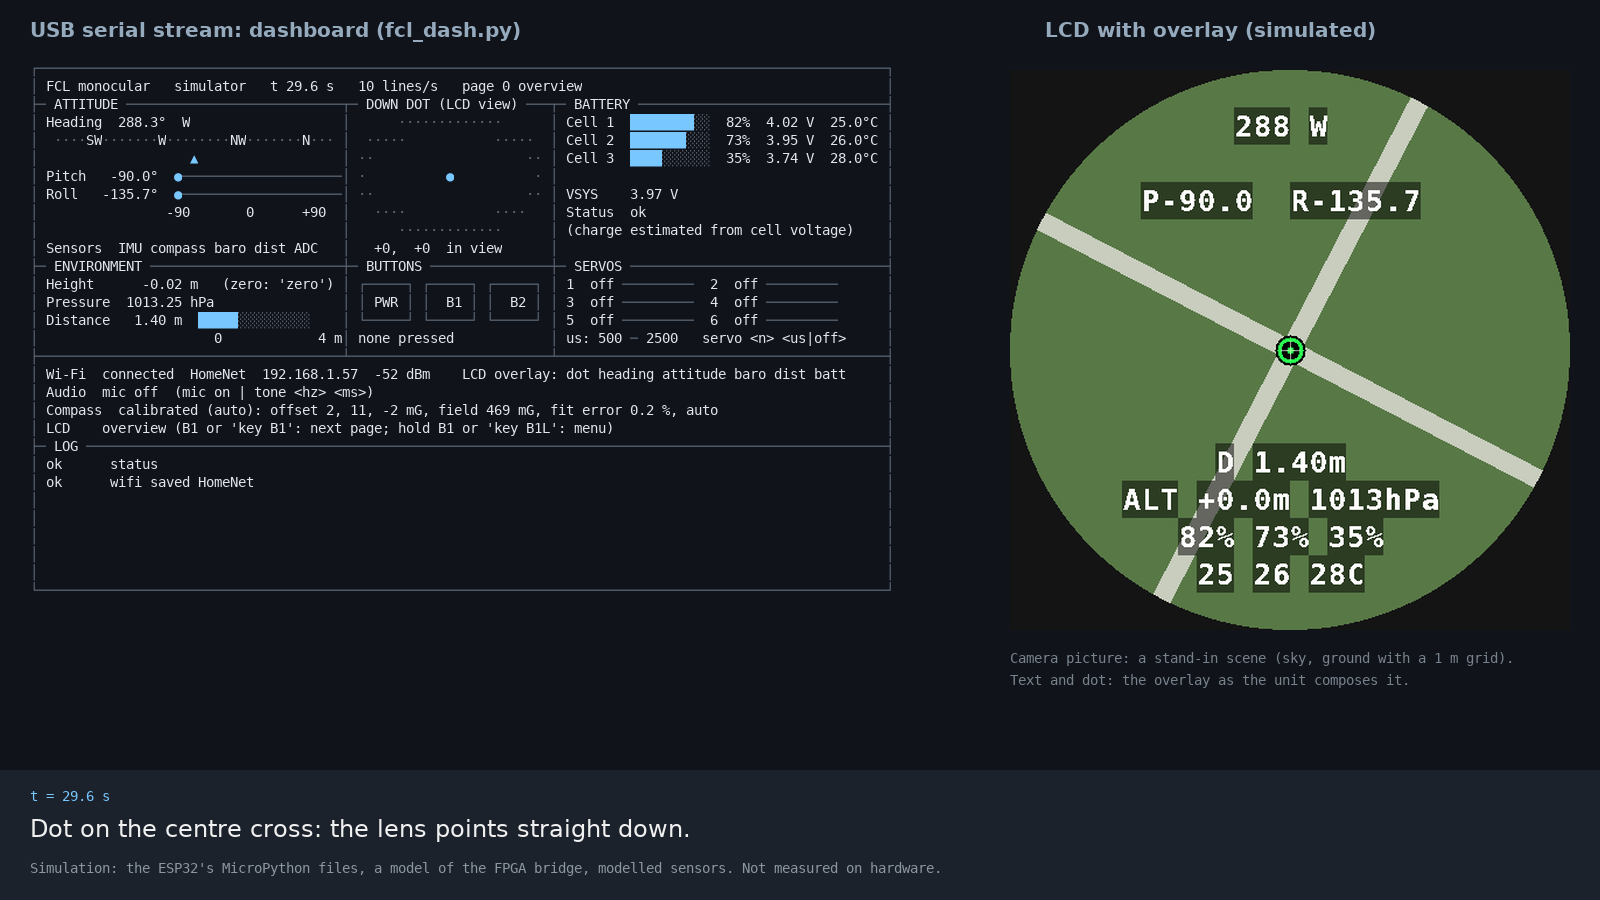 USB serial stream: dashboard (fcl_dash.py)
LCD with overlay (simulated)
FCL monocular simulator t 29.6 s 10 lines/s page 0 overview
ATTITUDE DOWN DOT (LCD view) BATTERY
Heading 288.3° W Cell 1 82% 4.02 V 25.0°C
SW W NW N Cell 2 73% 3.95 V 26.0°C
Cell 3 35% 3.74 V 28.0°C
Pitch -90.0°
Roll -135.7° VSYS 3.97 V
-90 0 +90 Status ok
(charge estimated from cell voltage)
Sensors IMU compass baro dist ADC +0, +0 in view
ENVIRONMENT BUTTONS SERVOS
Height -0.02 m (zero: 'zero') 1 off 2 off
Pressure 1013.25 hPa PWR B1 B2 3 off 4 off
Distance 1.40 m 5 off 6 off
0 4 m none pressed us: 500 — 2500 servo <n> <us|off>
Wi-Fi connected HomeNet 192.168.1.57 -52 dBm LCD overlay: dot heading attitude baro dist batt
Audio mic off (mic on | tone <hz> <ms>)
Compass calibrated (auto): offset 2, 11, -2 mG, field 469 mG, fit error 0.2 %, auto
LCD overview (B1 or 'key B1': next page; hold B1 or 'key B1L': menu)
LOG
ok status
ok wifi saved HomeNet
288 W
P-90.0 R-135.7
D 1.40m
ALT +0.0m 1013hPa
82% 73% 35%
25 26 28C
Camera picture: a stand-in scene (sky, ground with a 1 m grid).
Text and dot: the overlay as the unit composes it.
t = 29.6 s
Dot on the centre cross: the lens points straight down.
Simulation: the ESP32's MicroPython files, a model of the FPGA bridge, modelled sensors. Not measured on hardware.